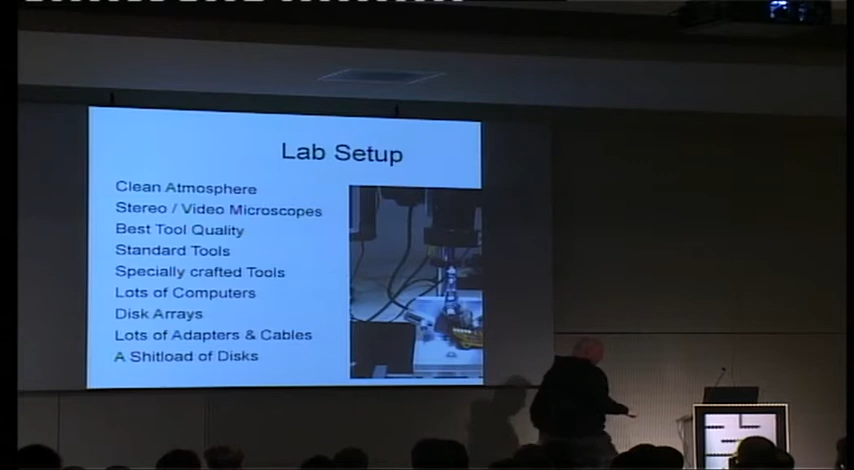 Lab Setup
Clean Atmosphere
Stereo / Video Microscopes
Best Tool Quality
Standard Tools
Specially crafted Tools
Lots of Computers
Disk Arrays
Lots of Adapters & Cables
A Shitload of Disks